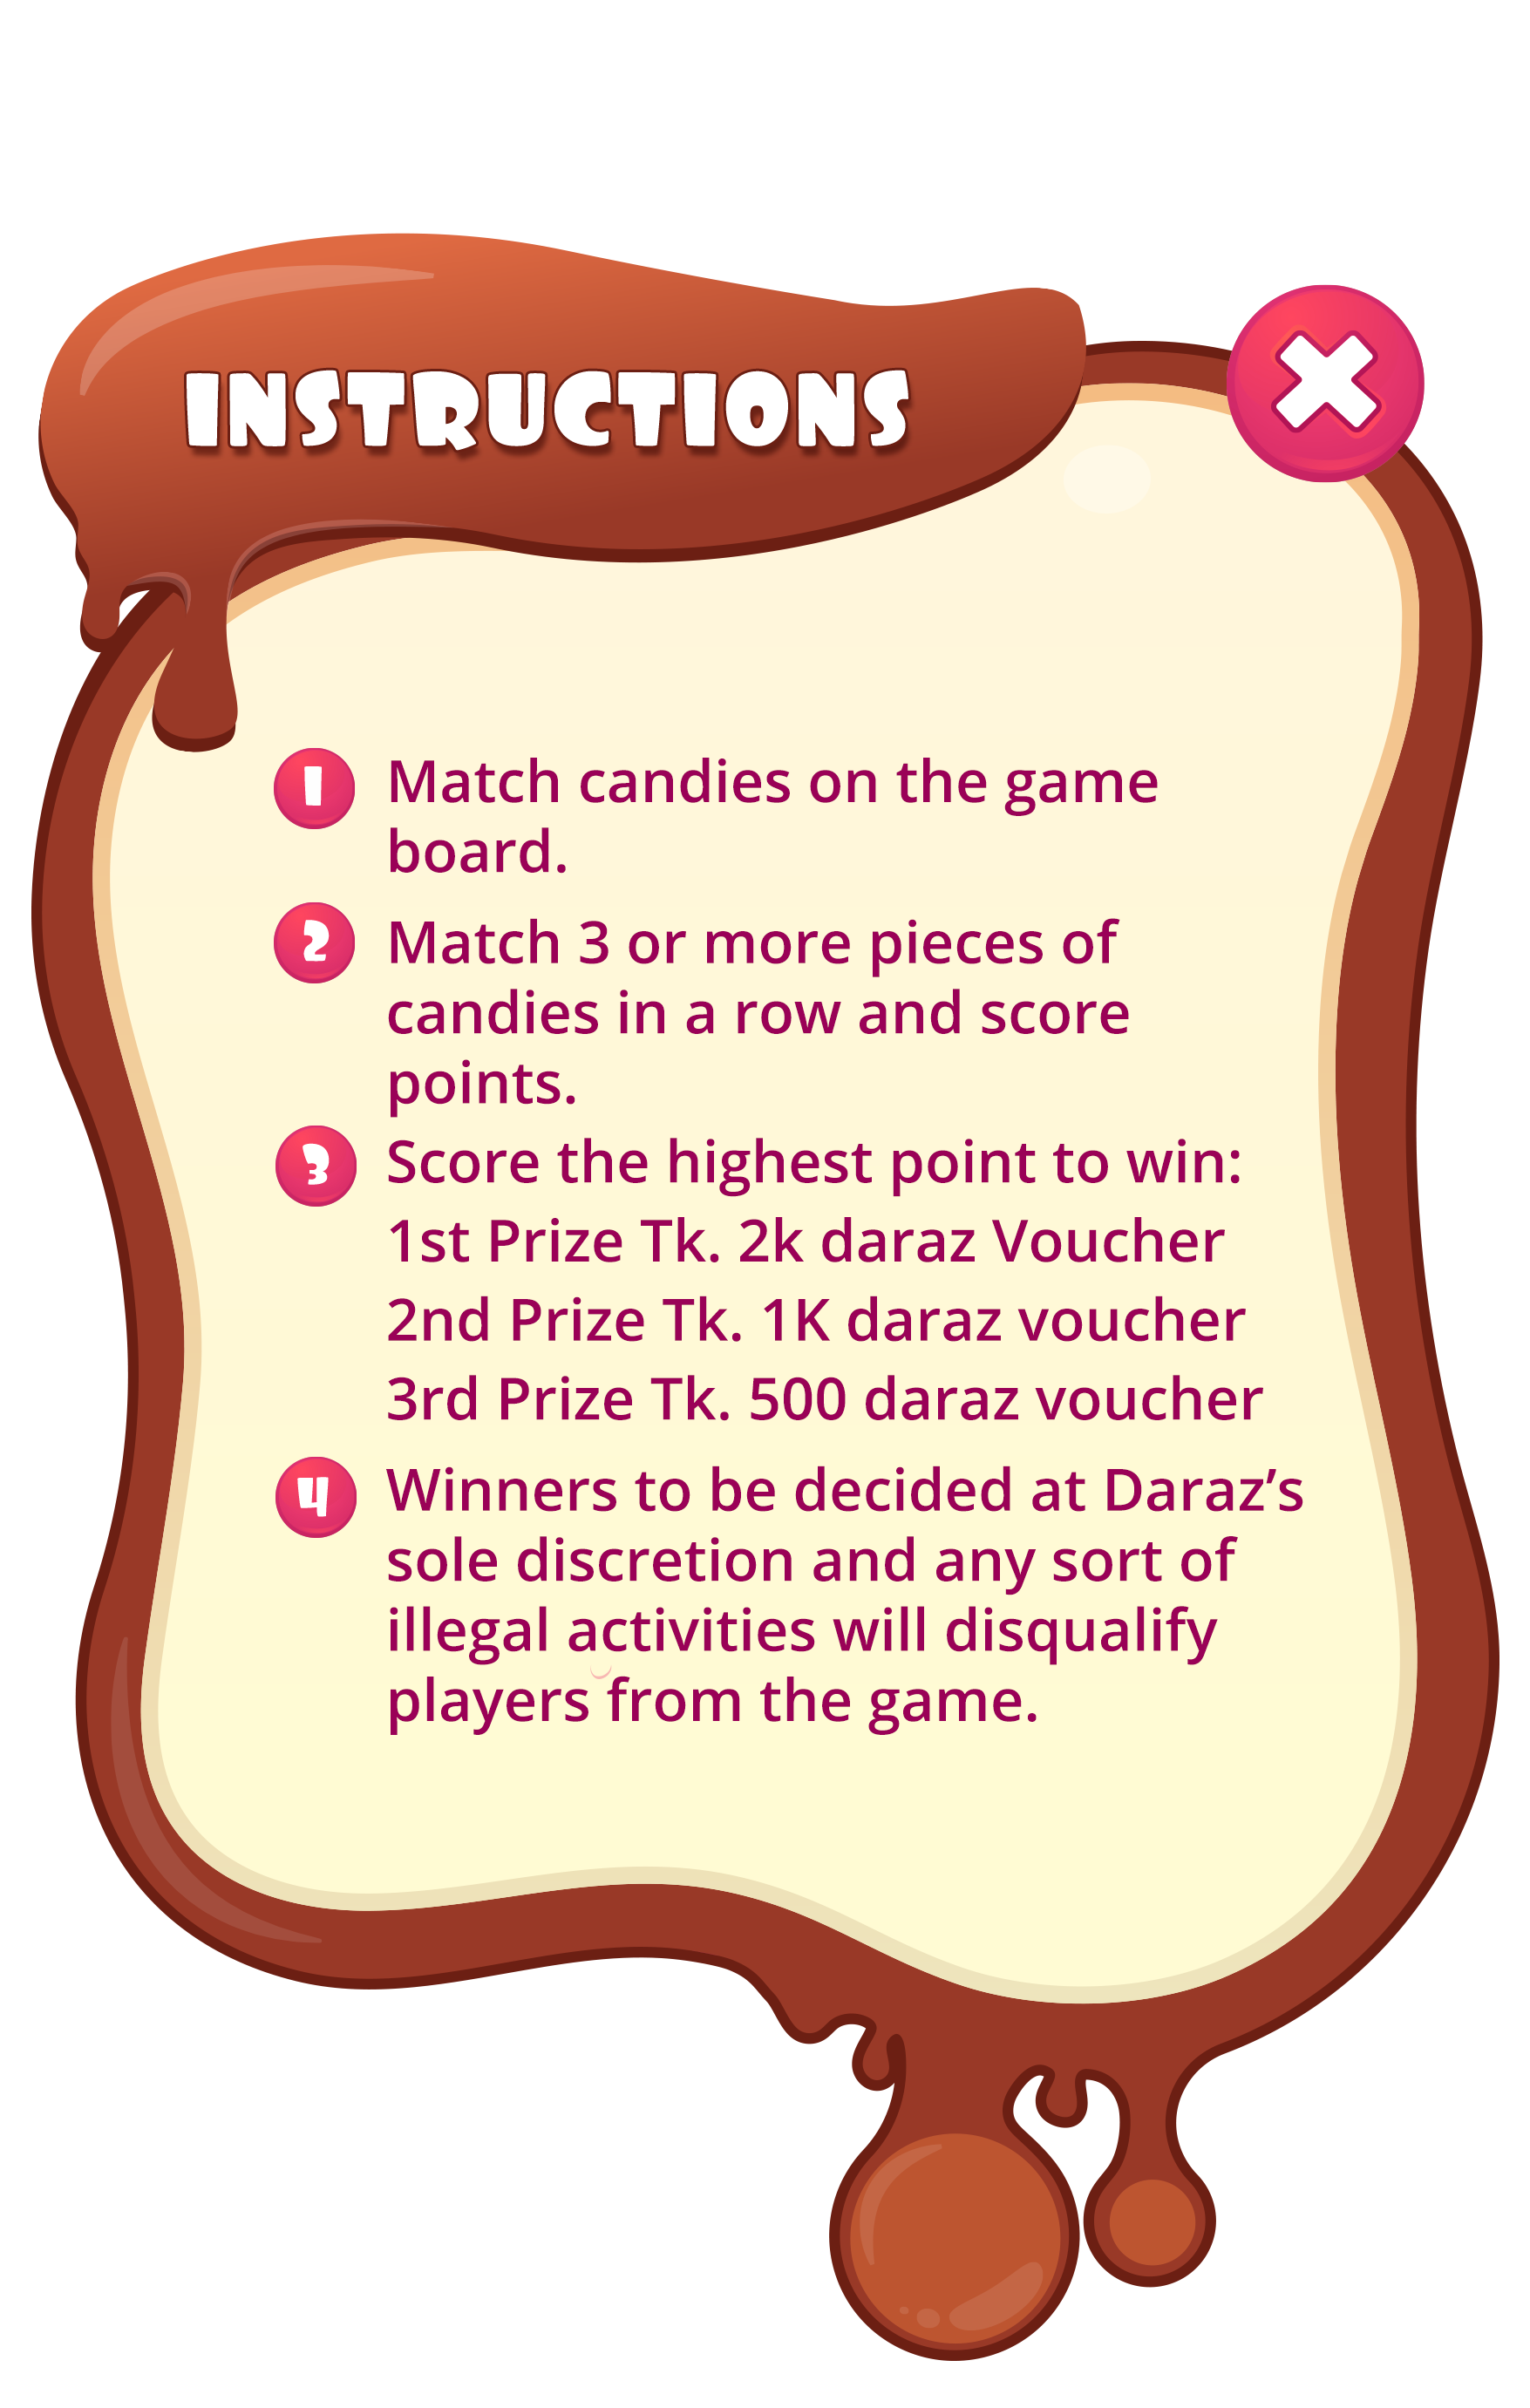 INSTRUCTIONS
1 Match candies on the game
board.
2 Match 3 or more pieces of
candies in a row and score
points.
3 Score the highest point to win:
1st Prize Tk. 2k daraz Voucher
2nd Prize Tk. 1K daraz voucher
3rd Prize Tk. 500 daraz voucher
4 Winners to be decided at Daraz’s
sole discretion and any sort of
illegal activities will disqualify
players from the game.